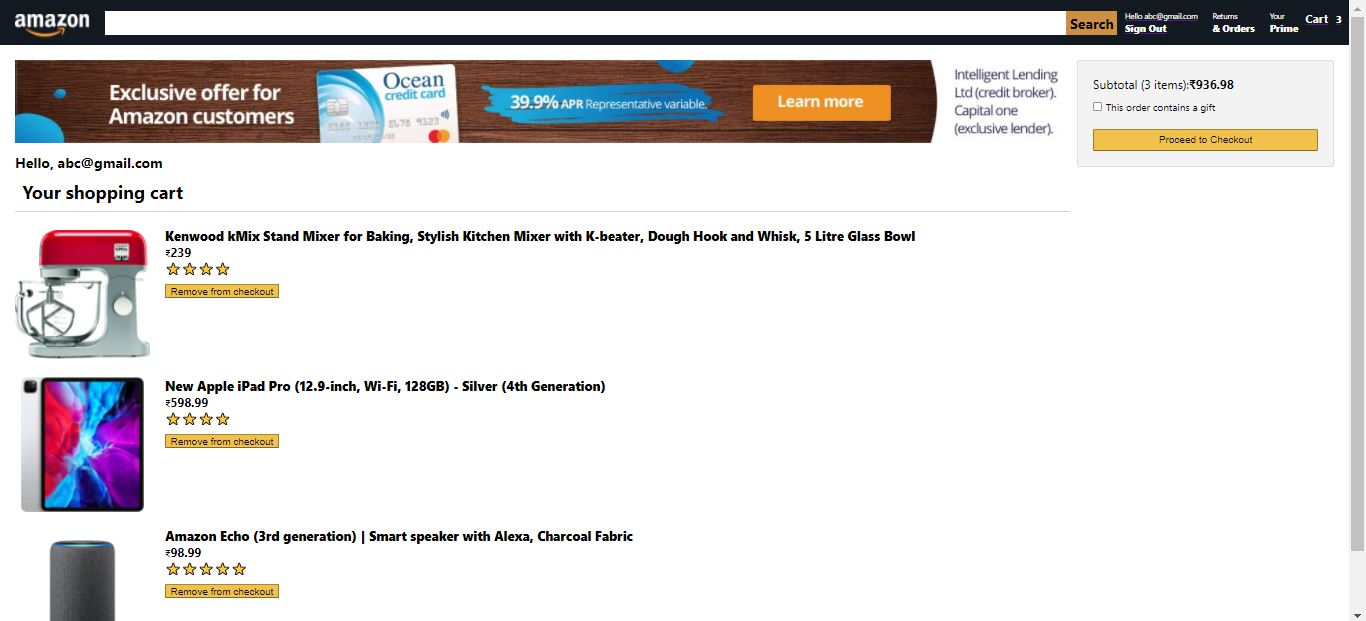 amazon
Search
Hello abc@gmail.com
Sign Out
Returns
& Orders
Your
Prime
Cart 3
Exclusive offer for
Amazon customers
Ocean
credit card
39.9% APR Representative variable.
Learn more
Intelligent Lending
Ltd (credit broker).
Capital one
(exclusive lender).
Subtotal (3 items):₹936.98
This order contains a gift
Proceed to Checkout
Hello, abc@gmail.com
Your shopping cart
Kenwood kMix Stand Mixer for Baking, Stylish Kitchen Mixer with K-beater, Dough Hook and Whisk, 5 Litre Glass Bowl
₹239
Remove from checkout
New Apple iPad Pro (12.9-inch, Wi-Fi, 128GB) - Silver (4th Generation)
₹598.99
Remove from checkout
Amazon Echo (3rd generation) | Smart speaker with Alexa, Charcoal Fabric
₹98.99
Remove from checkout